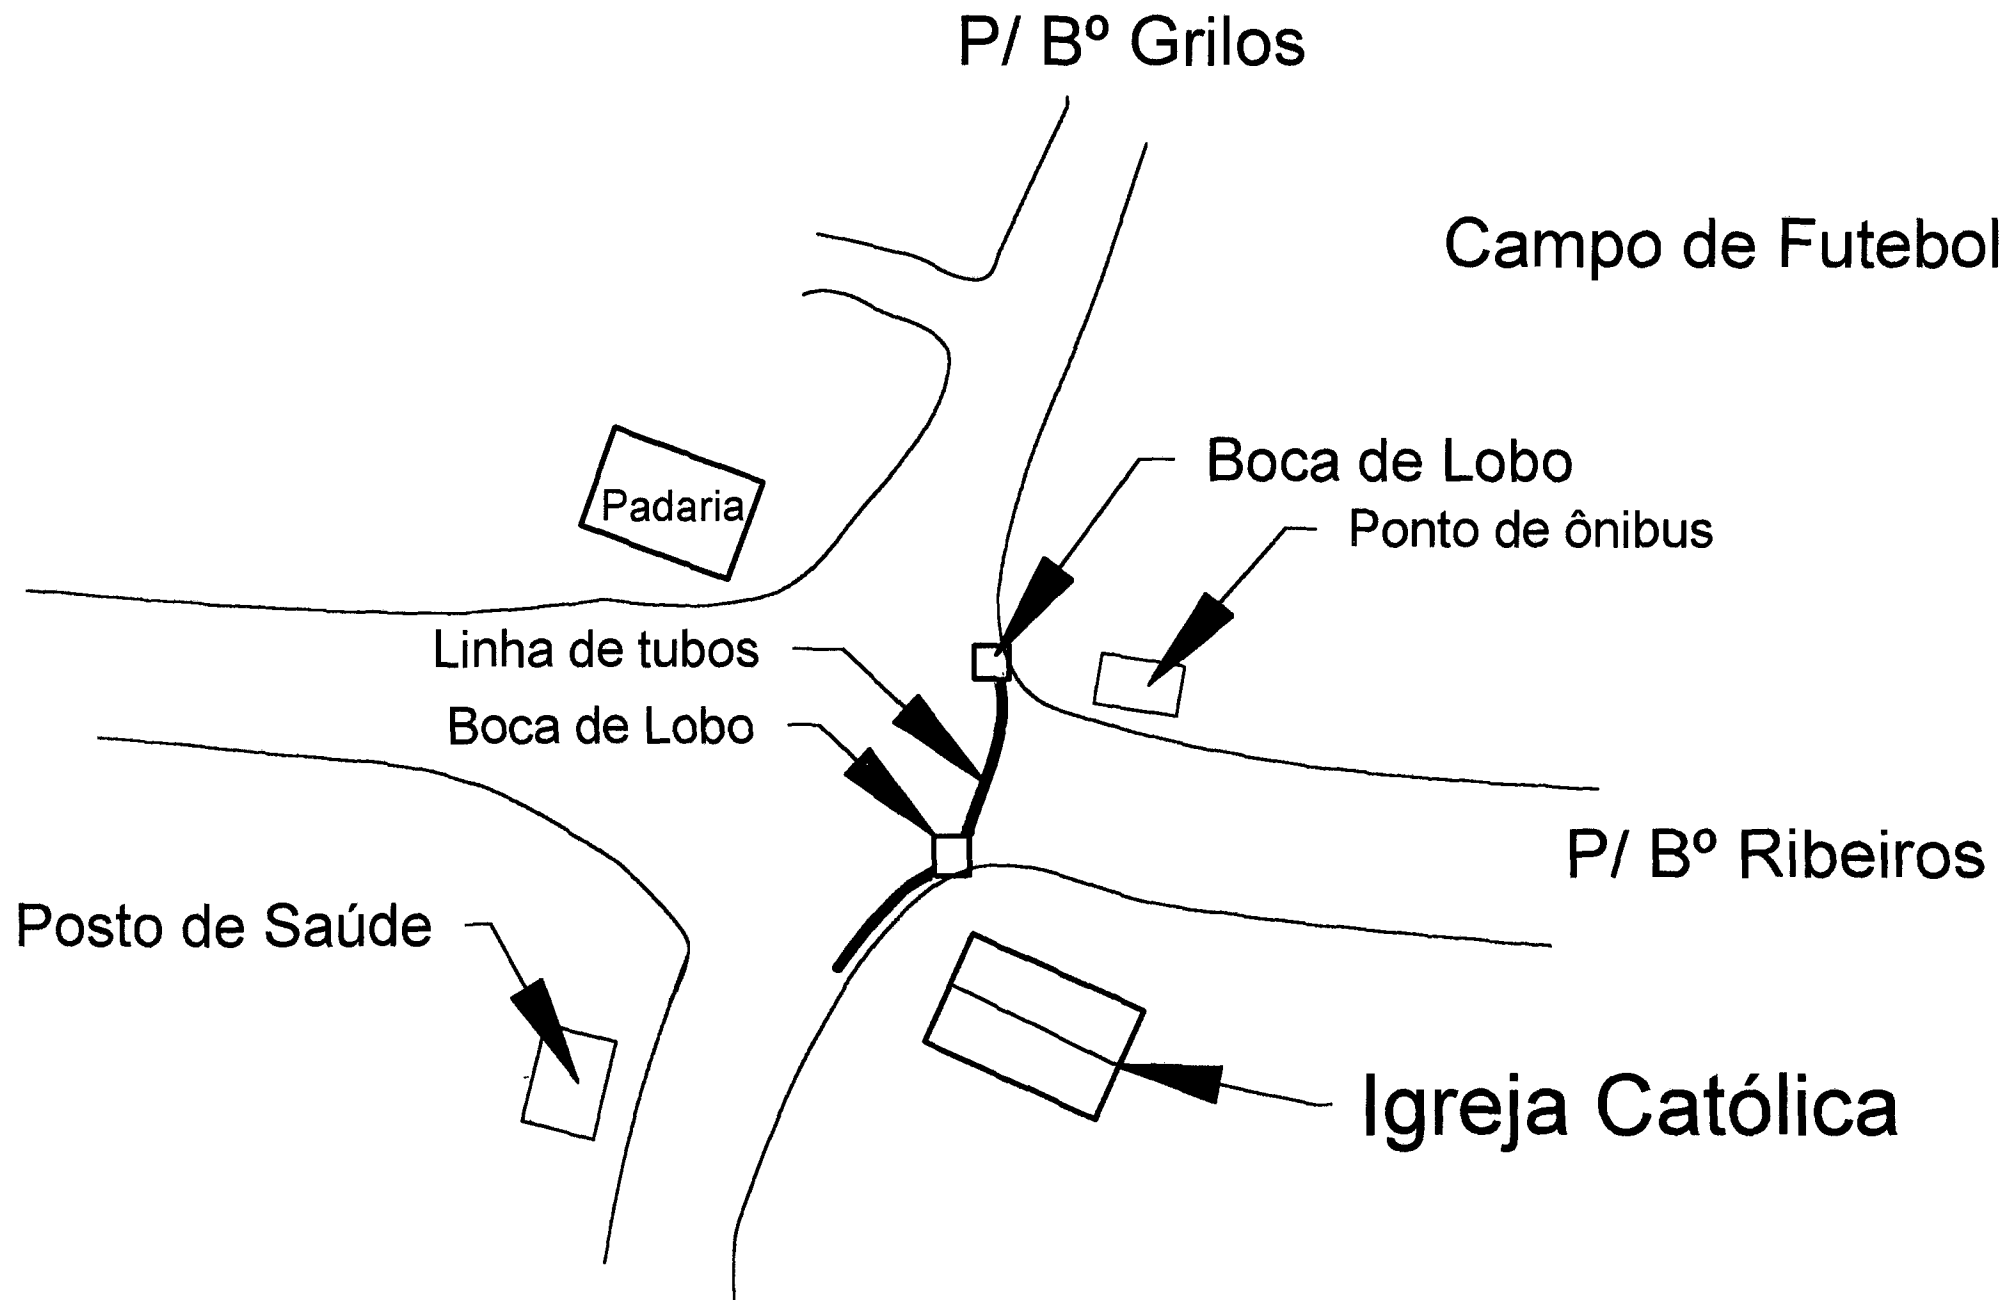 P/ Bº Grilos
Campo de Futebol
Boca de Lobo
Padaria
Ponto de ônibus
Linha de tubos
Boca de Lobo
P/ Bº Ribeiros
Posto de Saúde
Igreja Católica